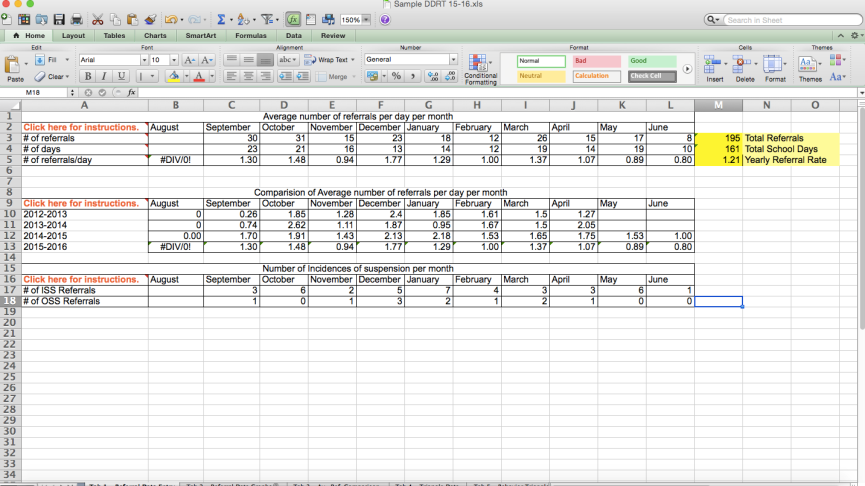 Sample DDRT 15-16.xls
150%
Search in Sheet
Home Layout Tables Charts SmartArt Formulas Data Review
Edit Font Alignment Number Format Cells Themes
Fill Arial 10 A A abc Wrap Text General Normal Bad Good
Paste Clear B I U A Merge % Conditional Formatting Neutral Calculation Check Cell Insert Delete Format Themes Aa
M18 fx
A B C D E F G H I J K L M N O
1 Average number of referrals per day per month
2 Click here for instructions. August September October November December January February March April May June
3 # of referrals 30 31 15 23 18 12 26 15 17 8 195 Total Referrals
4 # of days 23 21 16 13 14 12 19 14 19 10 161 Total School Days
5 # of referrals/day #DIV/0! 1.30 1.48 0.94 1.77 1.29 1.00 1.37 1.07 0.89 0.80 1.21 Yearly Referral Rate
6
7
8 Comparision of Average number of referrals per day per month
9 Click here for instructions. August September October November December January February March April May June
10 2012-2013 0 0.26 1.85 1.28 2.4 1.85 1.61 1.5 1.27
11 2013-2014 0 0.74 2.62 1.11 1.87 0.95 1.67 1.5 2.05
12 2014-2015 0.00 1.70 1.91 1.43 2.13 2.18 1.53 1.65 1.75 1.53 1.00
13 2015-2016 #DIV/0! 1.30 1.48 0.94 1.77 1.29 1.00 1.37 1.07 0.89 0.80
14
15 Number of Incidences of suspension per month
16 Click here for instructions. August September October November December January February March April May June
17 # of ISS Referrals 3 6 2 5 7 4 3 3 6 1
18 # of OSS Referrals 1 0 1 3 2 1 2 1 0 0
19
20
21
22
23
24
25
26
27
28
29
30
31
32
33
34